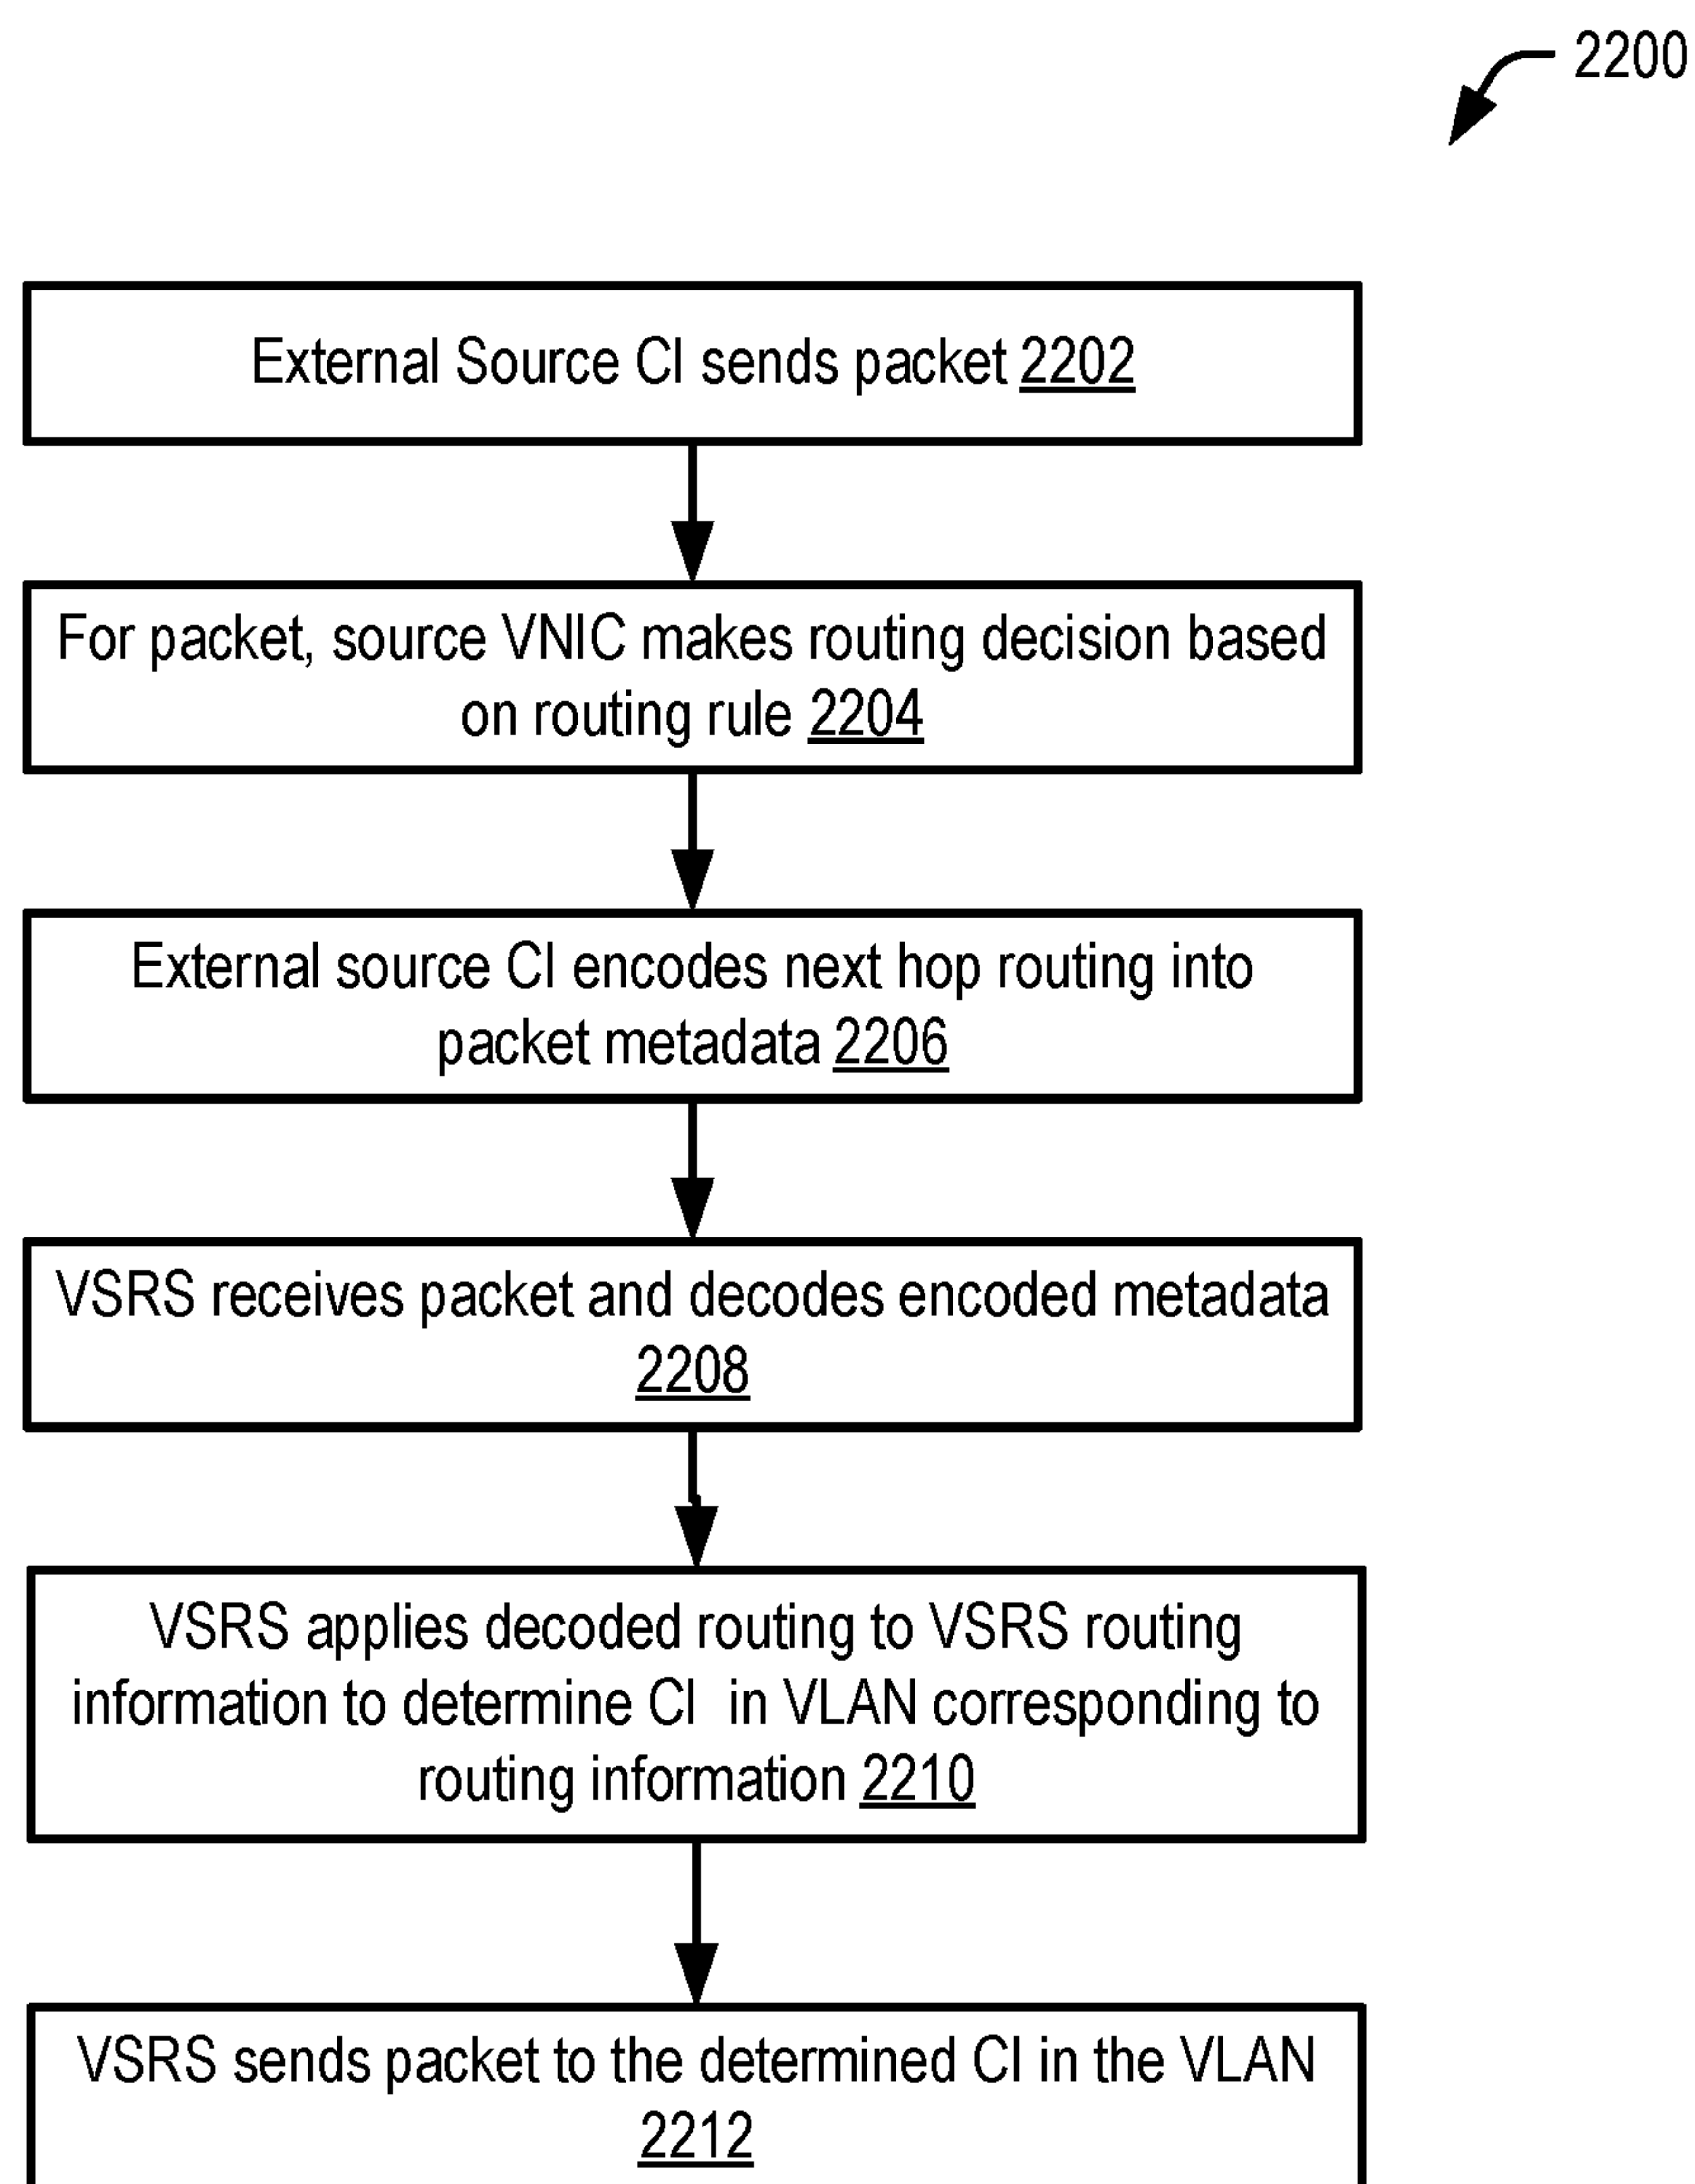 2200
External Source CI sends packet 2202
For packet, source VNIC makes routing decision based
on routing rule 2204
External source CI encodes next hop routing into
packet metadata 2206
VSRS receives packet and decodes encoded metadata
2208
VSRS applies decoded routing to VSRS routing
information to determine CI in VLAN corresponding to
routing information 2210
VSRS sends packet to the determined CI in the VLAN
2212